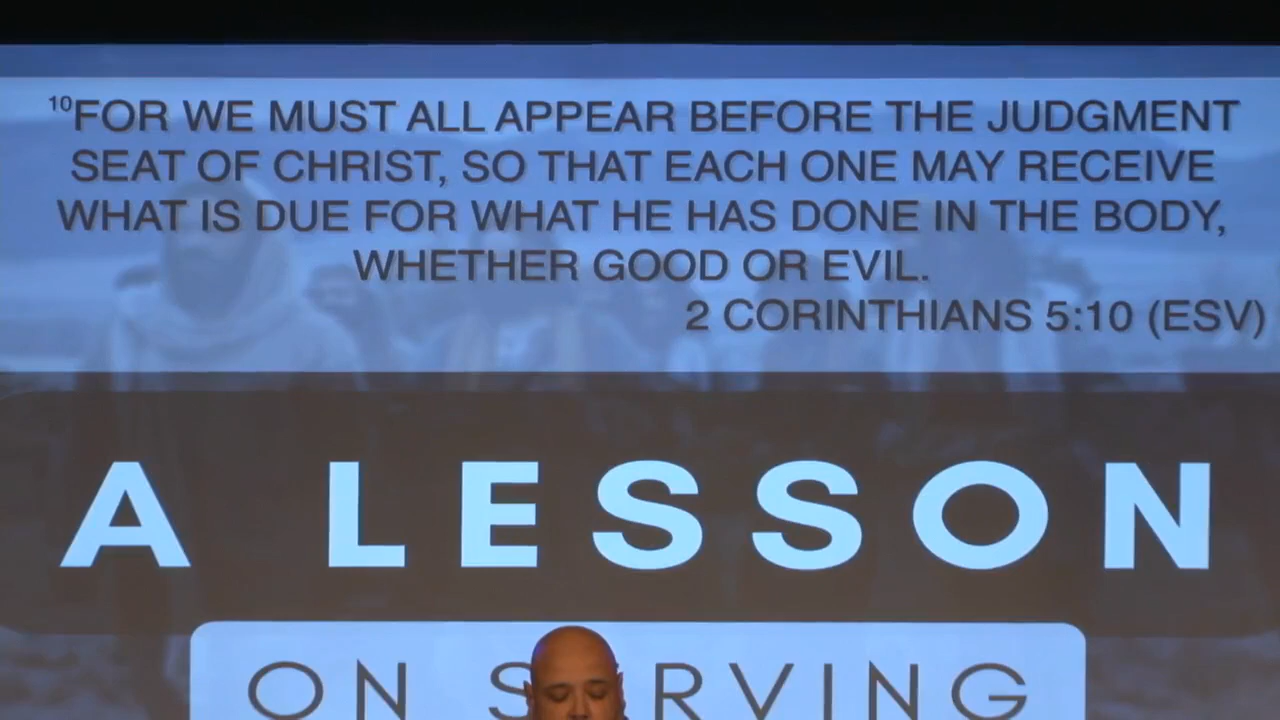 ¹⁰FOR WE MUST ALL APPEAR BEFORE THE JUDGMENT
SEAT OF CHRIST, SO THAT EACH ONE MAY RECEIVE
WHAT IS DUE FOR WHAT HE HAS DONE IN THE BODY,
WHETHER GOOD OR EVIL.
2 CORINTHIANS 5:10 (ESV)
A LESSON
ON SERVING